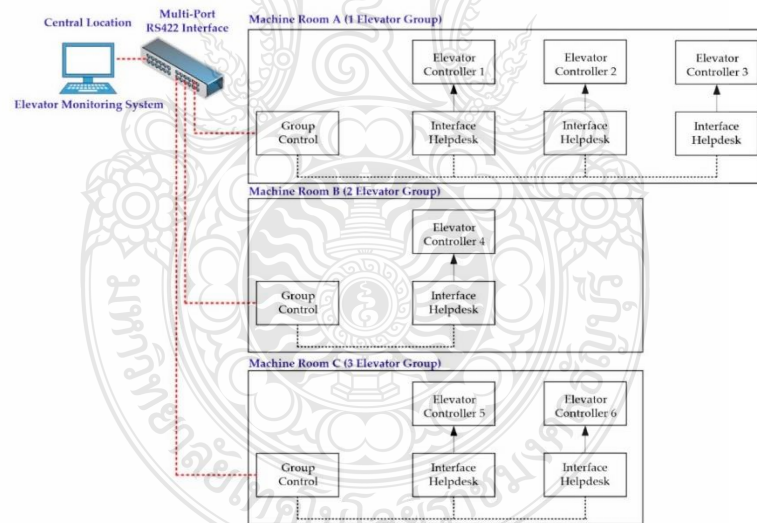 Central Location
Multi-Port
RS422 Interface
Elevator Monitoring System
Machine Room A (1 Elevator Group)
Elevator
Controller 1
Elevator
Controller 2
Elevator
Controller 3
Group
Control
Interface
Helpdesk
Interface
Helpdesk
Interface
Helpdesk
Machine Room B (2 Elevator Group)
Elevator
Controller 4
Group
Control
Interface
Helpdesk
Machine Room C (3 Elevator Group)
Elevator
Controller 5
Elevator
Controller 6
Group
Control
Interface
Helpdesk
Interface
Helpdesk